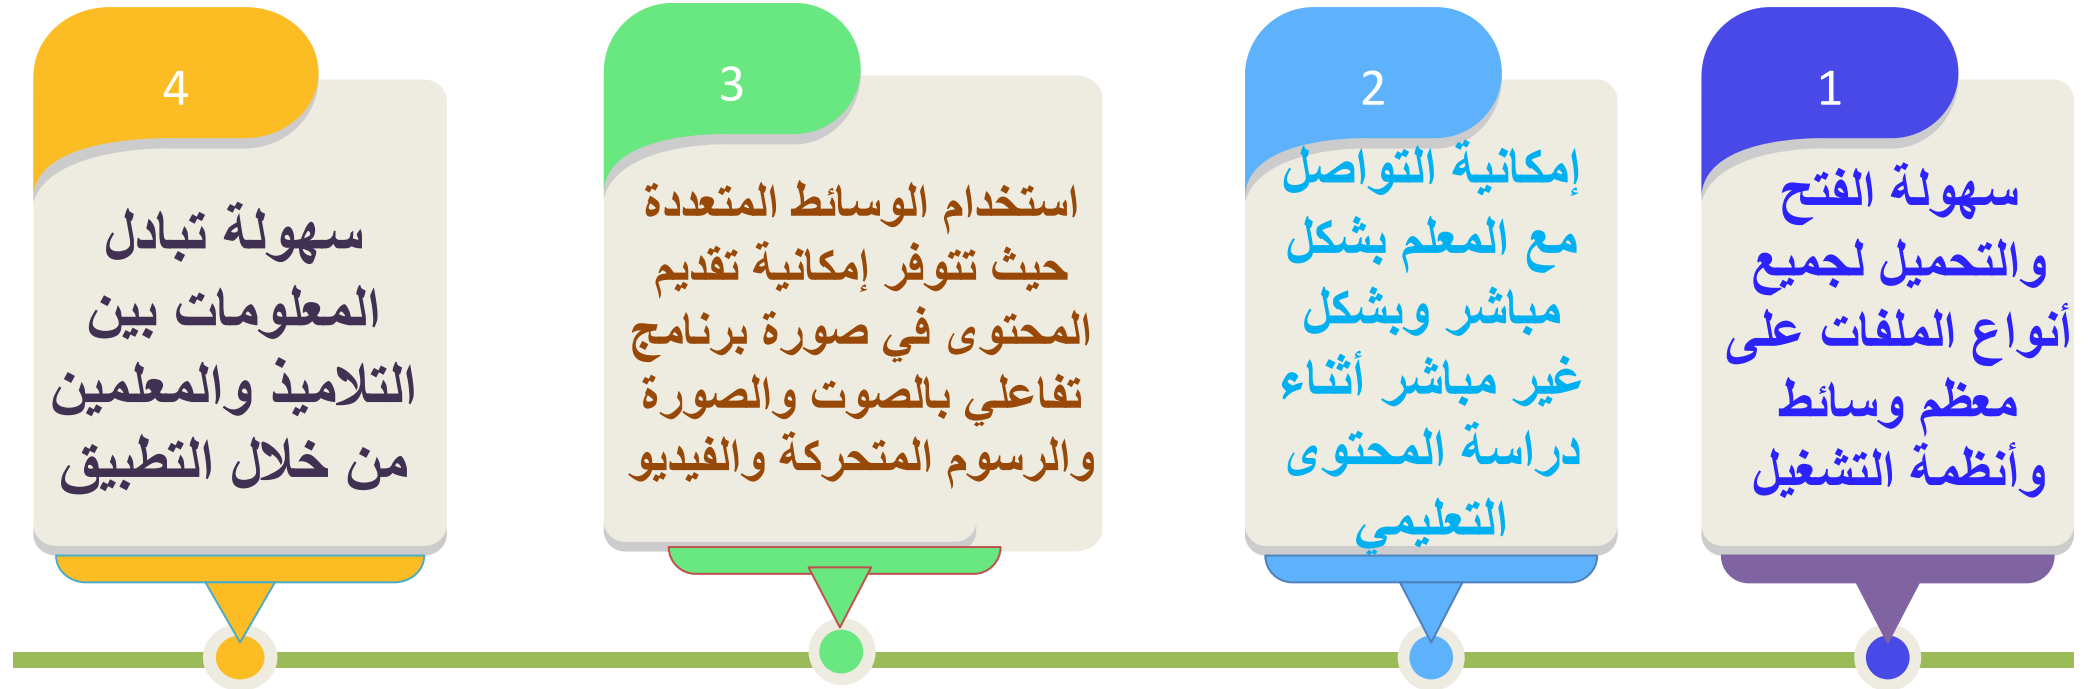 1
سهولة الفتح
والتحميل لجميع
أنواع الملفات على
معظم وسائط
وأنظمة التشغيل
2
إمكانية التواصل
مع المعلم بشكل
مباشر وبشكل
غير مباشر أثناء
دراسة المحتوى
التعليمي
3
استخدام الوسائط المتعددة
حيث تتوفر إمكانية تقديم
المحتوى في صورة برنامج
تفاعلي بالصوت والصورة
والرسوم المتحركة والفيديو
4
سهولة تبادل
المعلومات بين
التلاميذ والمعلمين
من خلال التطبيق